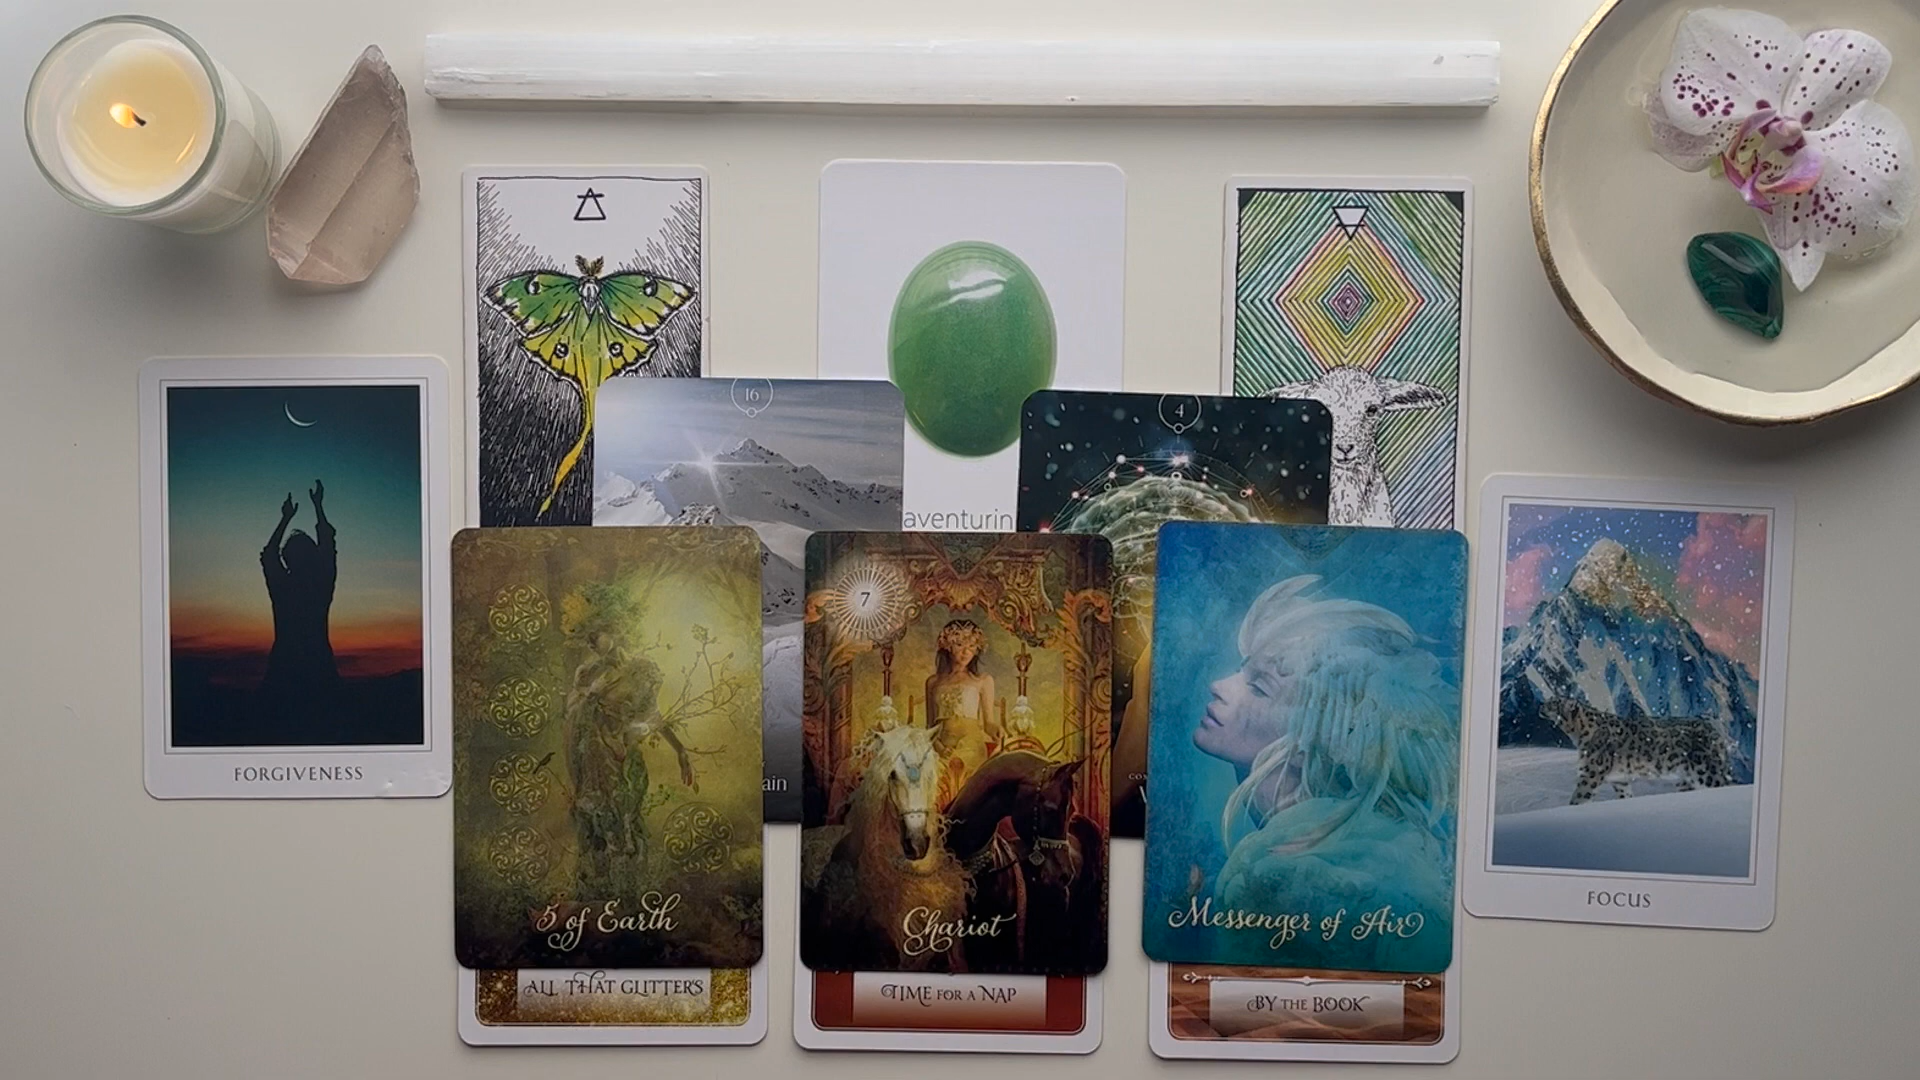 16
4
aventurin
7
ain
FORGIVENESS
5 of Earth
Chariot
Messenger of Air
FOCUS
ALL THAT GLITTERS
TIME FOR A NAP
BY THE BOOK